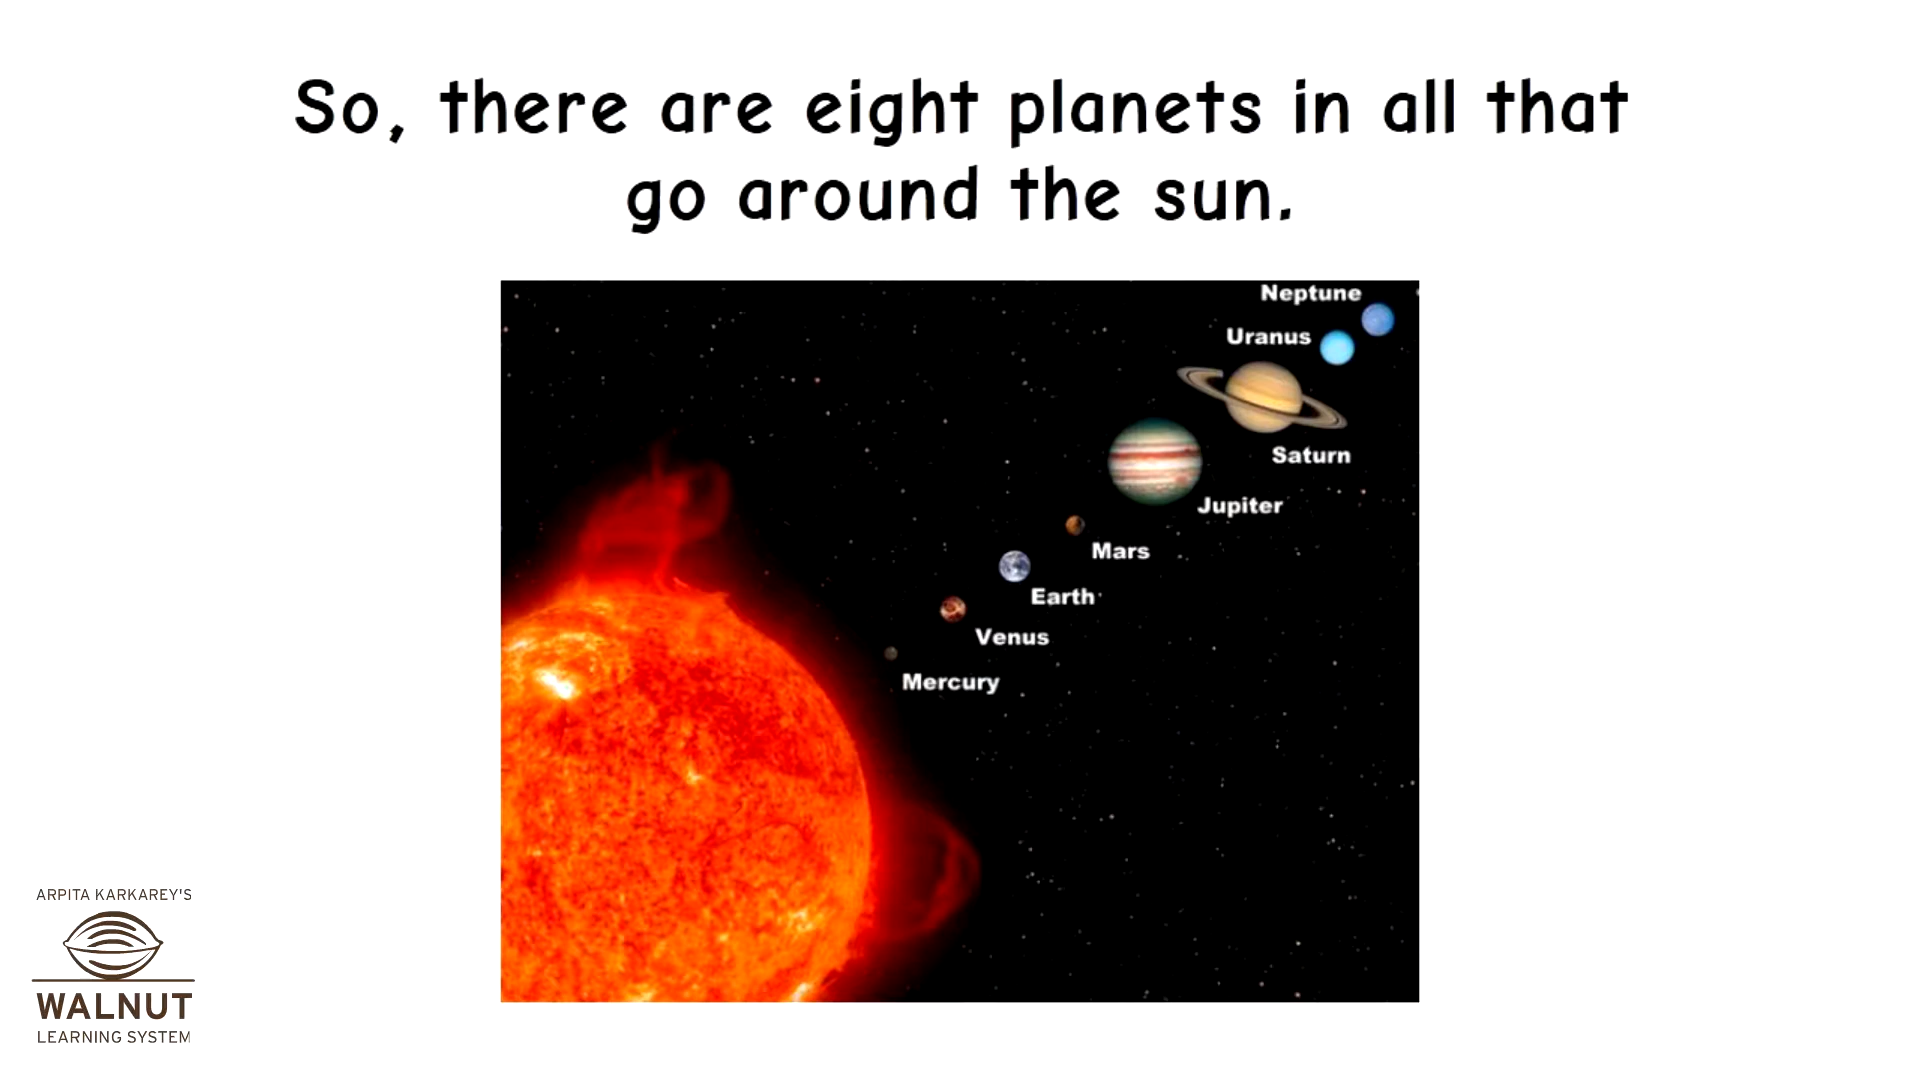 So, there are eight planets in all that
go around the sun.
Neptune
Uranus
Saturn
Jupiter
Mars
Earth
Venus
Mercury
ARPITA KARKAREY'S
WALNUT
LEARNING SYSTEM